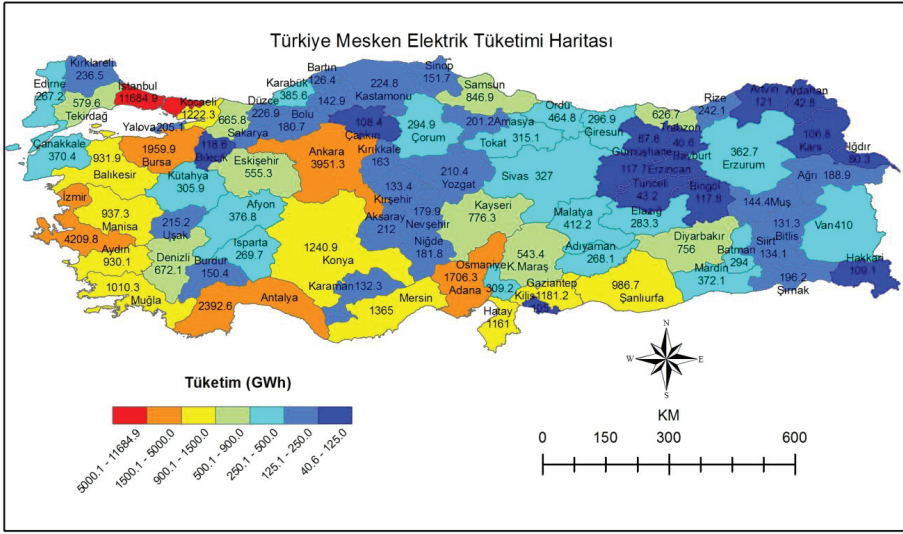 Türkiye Mesken Elektrik Tüketimi Haritası
Kırklareli
236.5
Edirne
267.2
579.6
Tekirdağ
İstanbul
11684.9
Kocaeli
1222.3
Yalova
205.1
665.8
Sakarya
Düzce
226.9
Bolu
180.7
Karabük
385.6
Bartın
126.4
142.9
224.8
Kastamonu
Sinop
151.7
Samsun
846.9
Çankırı
108.4
294.9
Çorum
201.2
Amasya
Tokat
315.1
Ordu
464.8
296.9
Giresun
626.7
Trabzon
Rize
242.1
Artvin
121
Ardahan
42.8
106.8
Kars
Iğdır
80.3
Ağrı
188.9
362.7
Erzurum
40.6
Bayburt
67.8
Gümüşhane
117.7
Erzincan
Tunceli
43.2
Bingöl
117.8
144.4
Muş
131.3
Bitlis
Van
410
Hakkari
109.1
196.2
Şırnak
Siirt
134.1
Batman
294
Mardin
372.1
Diyarbakır
756
Elazığ
283.3
Malatya
412.2
Adıyaman
268.1
986.7
Şanlıurfa
Gaziantep
1181.2
Kilis
543.4
K.Maraş
Osmaniye
309.2
1706.3
Adana
Hatay
1161
Mersin
1365
Karaman
132.3
1240.9
Konya
Niğde
181.8
179.9
Nevşehir
Aksaray
212
133.4
Kırşehir
Kırıkkale
163
210.4
Yozgat
Kayseri
776.3
Sivas 327
Ankara
3951.3
Eskişehir
555.3
118.6
Bilecik
1959.9
Bursa
Çanakkale
370.4
931.9
Balıkesir
Kütahya
305.9
Afyon
376.8
215.2
Uşak
937.3
Manisa
İzmir
4209.8
Aydın
930.1
Denizli
672.1
Isparta
269.7
Burdur
150.4
1010.3
Muğla
2392.6
Antalya
N
W
E
S
Tüketim (GWh)
5000.1 - 11684.9
1500.1 - 5000.0
900.1 - 1500.0
500.1 - 900.0
250.1 - 500.0
125.1 - 250.0
40.6 - 125.0
KM
0 150 300 600